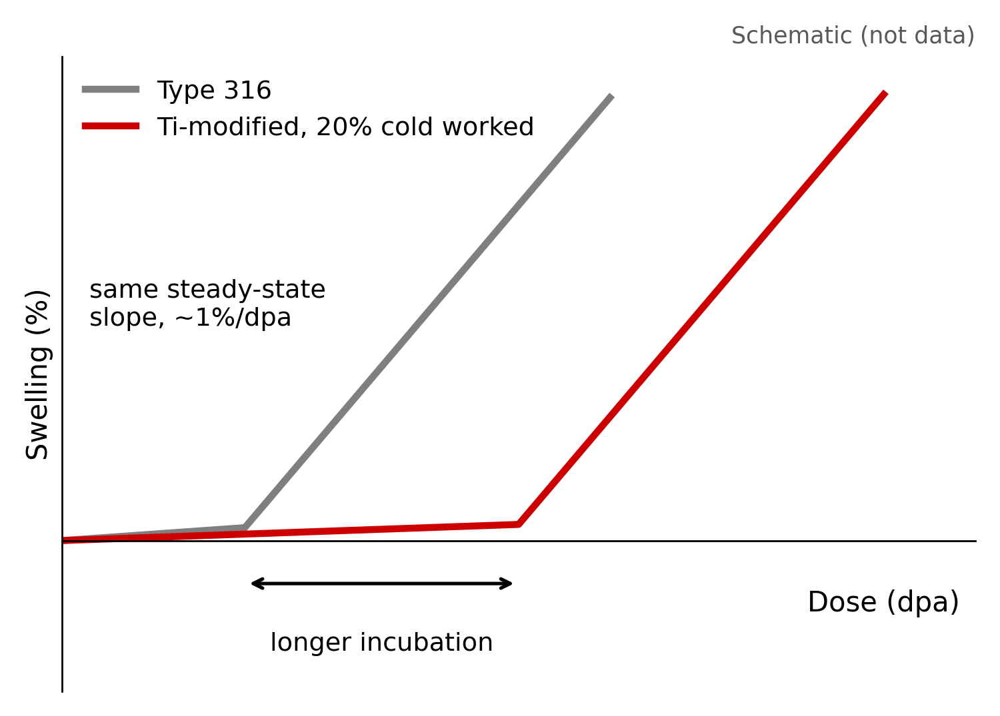 Schematic (not data)
Type 316
Ti-modified, 20% cold worked
same steady-state
slope, ~1%/dpa
Swelling (%)
Dose (dpa)
longer incubation